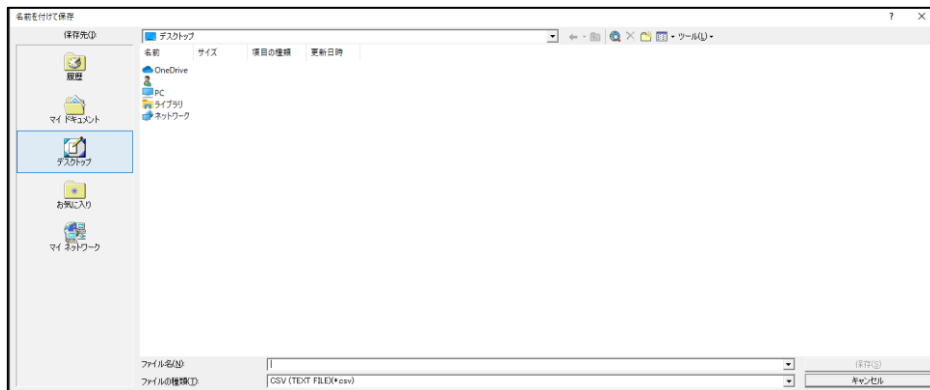 名前を付けて保存
? ×
保存先(I):
デスクトップ
ツール(L)
名前 サイズ 項目の種類 更新日時
履歴
マイ ドキュメント
デスクトップ
お気に入り
マイ ネットワーク
OneDrive
PC
ライブラリ
ネットワーク
ファイル名(N):
保存(S)
ファイルの種類(T):
CSV (TEXT FILE)(*.csv)
キャンセル